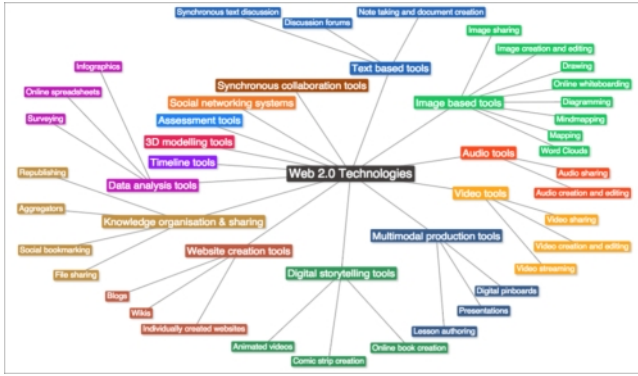 Synchronous text discussion
Discussion forums
Note taking and document creation
Text based tools
Image sharing
Image creation and editing
Drawing
Online whiteboarding
Diagramming
Mindmapping
Mapping
Word Clouds
Image based tools
Infographics
Online spreadsheets
Surveying
Synchronous collaboration tools
Social networking systems
Assessment tools
3D modelling tools
Timeline tools
Data analysis tools
Web 2.0 Technologies
Audio tools
Audio sharing
Audio creation and editing
Video tools
Video sharing
Video creation and editing
Video streaming
Republishing
Aggregators
Social bookmarking
File sharing
Knowledge organisation & sharing
Website creation tools
Blogs
Wikis
Individually created websites
Digital storytelling tools
Animated videos
Comic strip creation
Online book creation
Multimodal production tools
Digital pinboards
Presentations
Lesson authoring